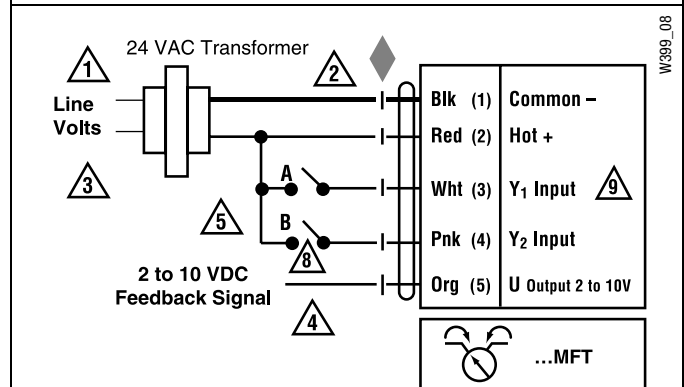 W399_08
24 VAC Transformer
1
2
Line
Volts
3
Blk (1) Common –
Red (2) Hot +
A
Wht (3) Y1 Input
9
5
B
Pnk (4) Y2 Input
8
2 to 10 VDC
Feedback Signal
Org (5) U Output 2 to 10V
4
...MFT